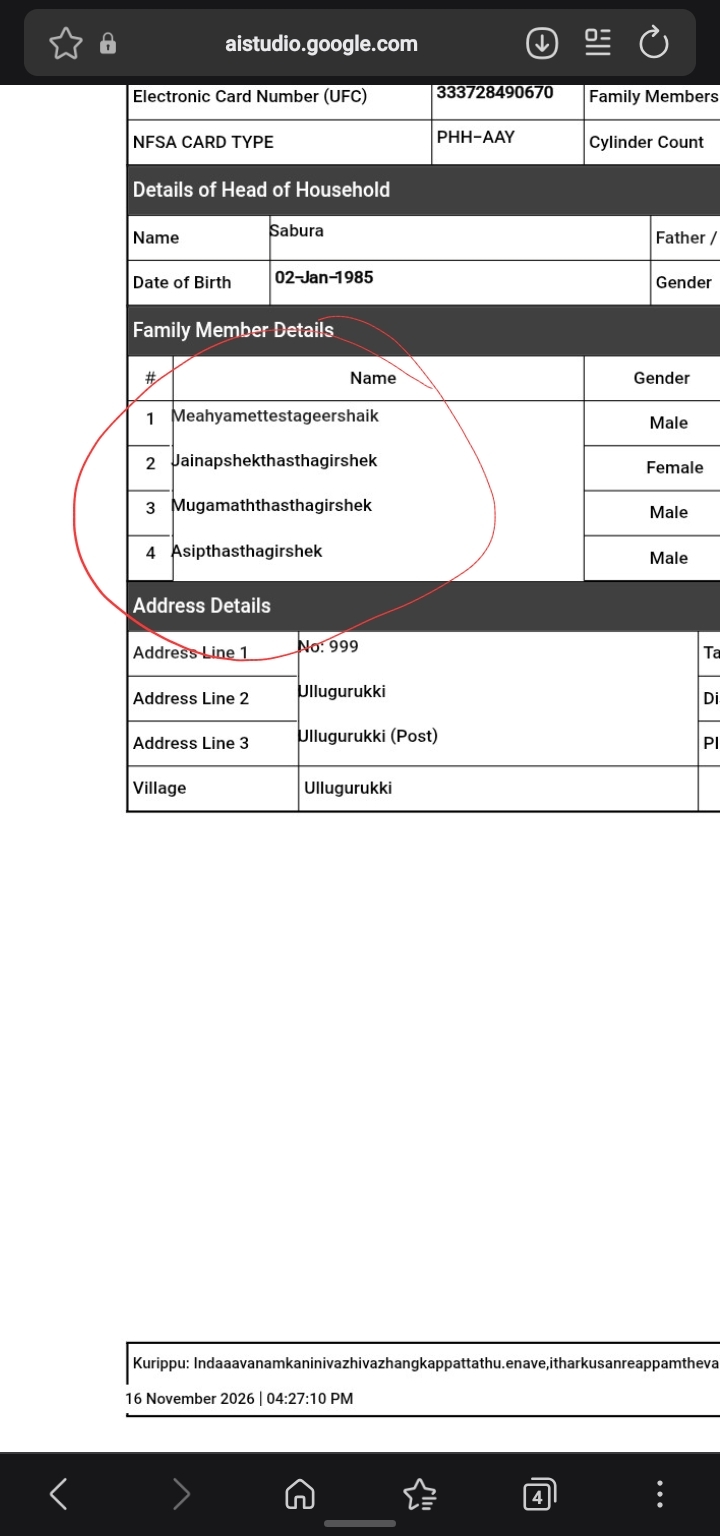 aistudio.google.com
Electronic Card Number (UFC) 333728490670 Family Members
NFSA CARD TYPE PHH-AAY Cylinder Count
Details of Head of Household
Name Sabura Father /
Date of Birth 02-Jan-1985 Gender
Family Member Details
# Name Gender
1 Meahyamettestageershaik Male
2 Jainapshekthasthagirshek Female
3 Mugamaththasthagirshek Male
4 Asipthasthagirshek Male
Address Details
Address Line 1 No: 999 Ta
Address Line 2 Ullugurukki Di
Address Line 3 Ullugurukki (Post) Pl
Village Ullugurukki
Kurippu: Indaaavanamkaninivazhivazhangkappattathu.enave,itharkusanreappamtheva
16 November 2026 | 04:27:10 PM
4